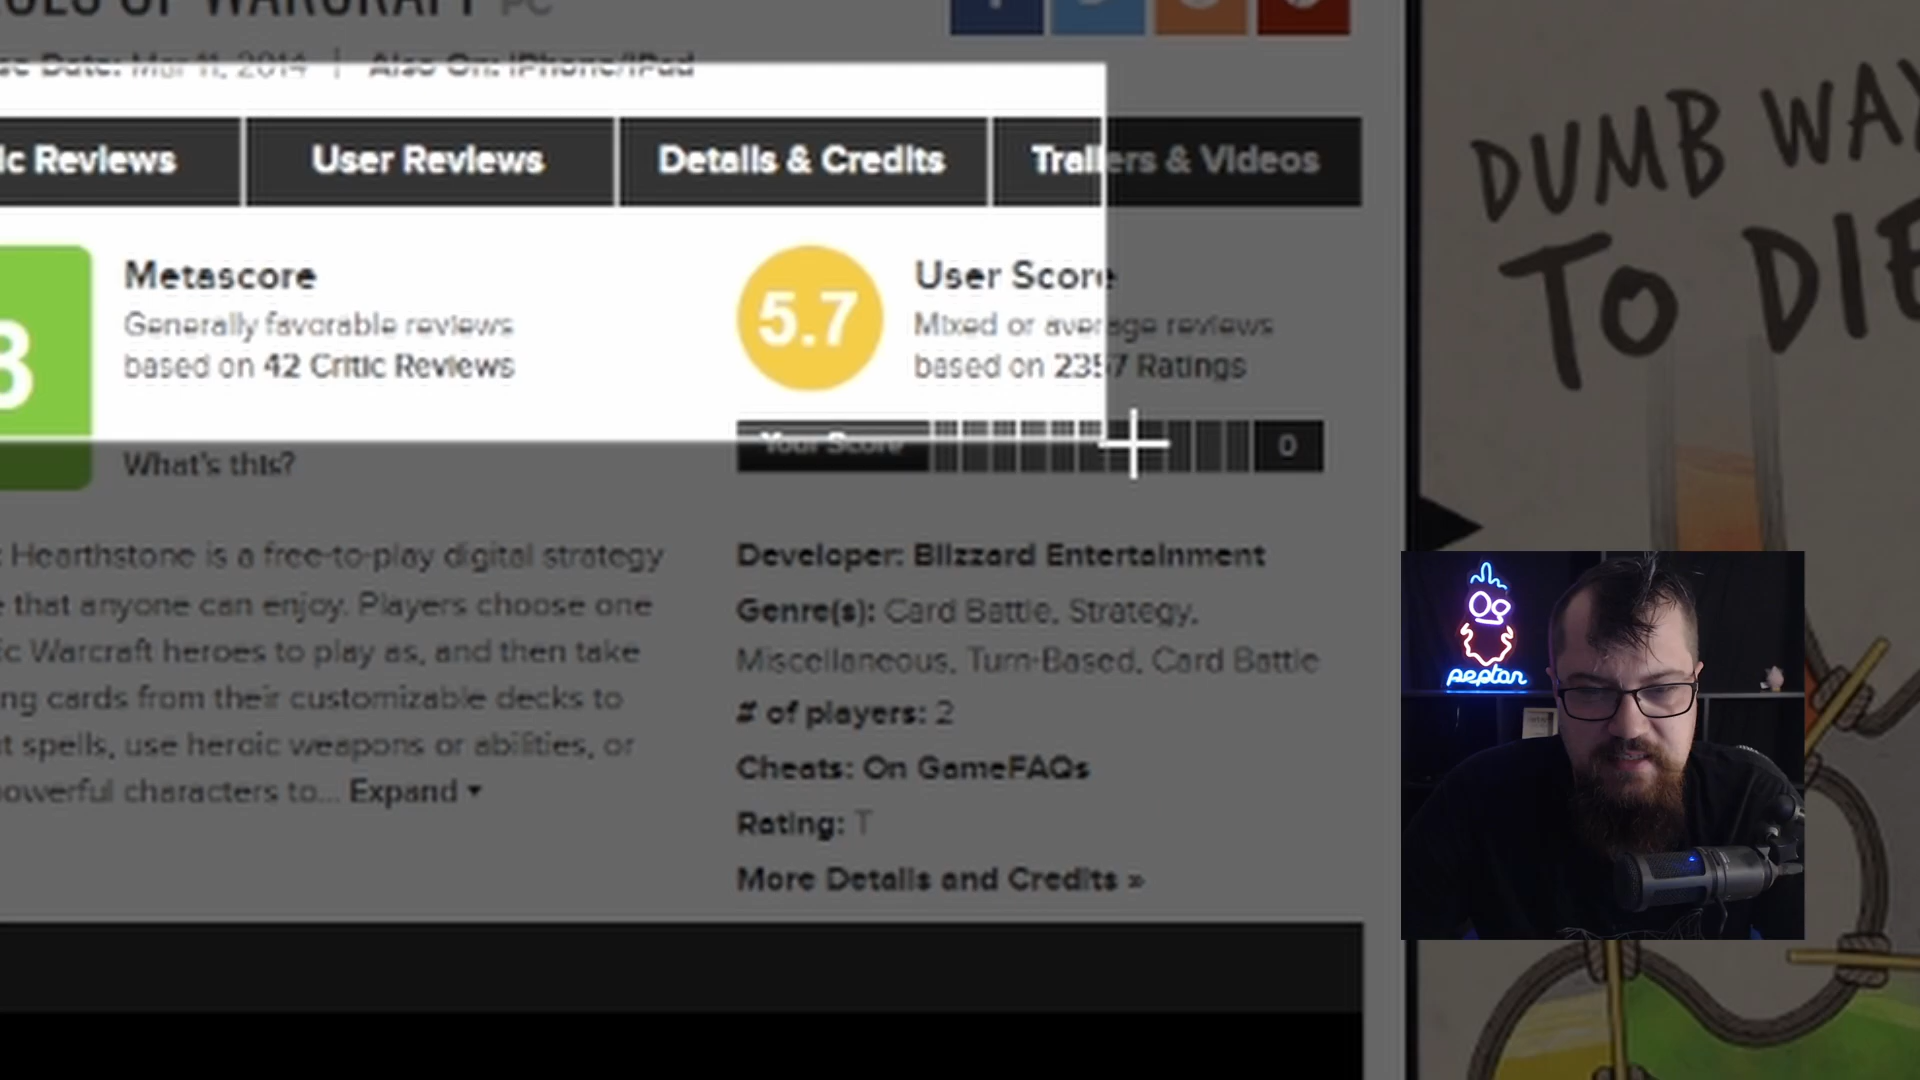 OF WARCRAFT PC
Date: Mar 11, 2014 | Also On: iPhone/iPad
Reviews
User Reviews
Details & Credits
Trailers & Videos
Metascore
Generally favorable reviews
based on 42 Critic Reviews
What's this?
5.7
User Score
Mixed or average reviews
based on 2357 Ratings
Your Score
0
Hearthstone is a free-to-play digital strategy
that anyone can enjoy. Players choose one
Warcraft heroes to play as, and then take
cards from their customizable decks to
spells, use heroic weapons or abilities, or
characters to... Expand
Developer: Blizzard Entertainment
Genre(s): Card Battle, Strategy,
Miscellaneous, Turn-Based, Card Battle
# of players: 2
Cheats: On GameFAQs
Rating: T
More Details and Credits »
DUMB WAY
TO DIE
peptar